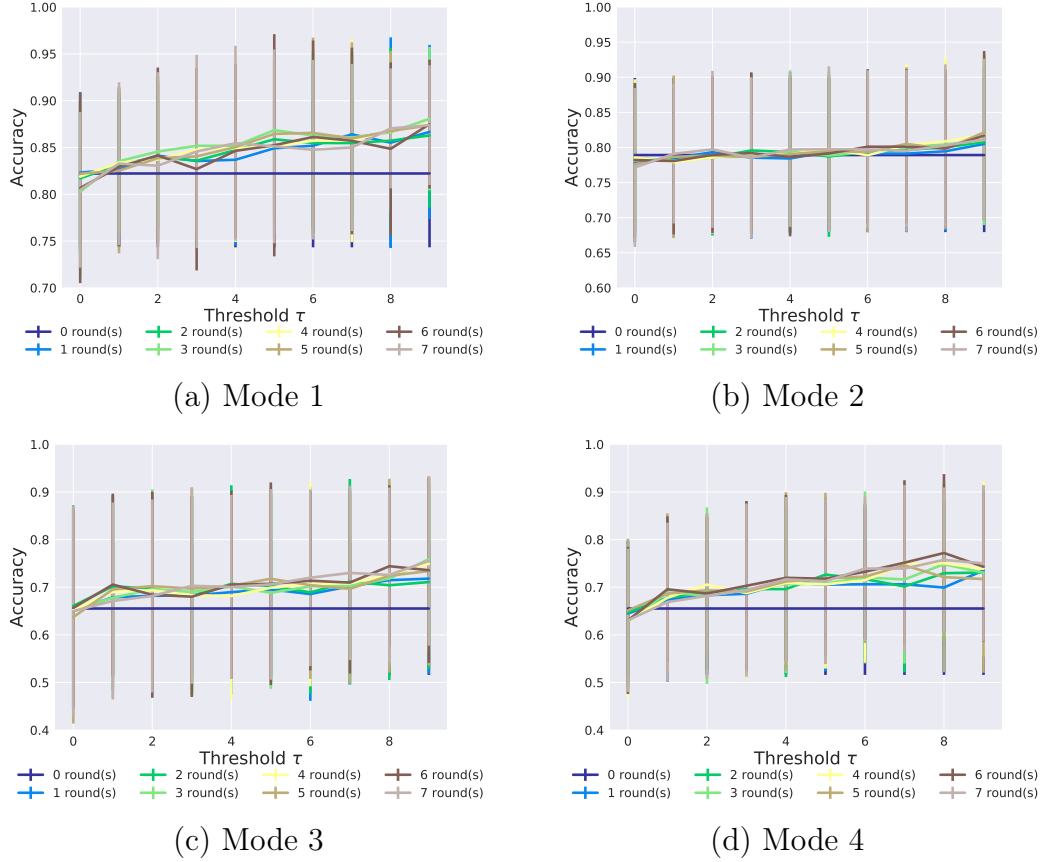 1.00
0.95
0.90
0.85
0.80
0.75
0.70
Accuracy
0 2 4 6 8
Threshold τ
0 round(s) 2 round(s) 4 round(s) 6 round(s)
1 round(s) 3 round(s) 5 round(s) 7 round(s)
(a) Mode 1
1.00
0.95
0.90
0.85
0.80
0.75
0.70
0.65
0.60
Accuracy
0 2 4 6 8
Threshold τ
0 round(s) 2 round(s) 4 round(s) 6 round(s)
1 round(s) 3 round(s) 5 round(s) 7 round(s)
(b) Mode 2
1.0
0.9
0.8
0.7
0.6
0.5
0.4
Accuracy
0 2 4 6 8
Threshold τ
0 round(s) 2 round(s) 4 round(s) 6 round(s)
1 round(s) 3 round(s) 5 round(s) 7 round(s)
(c) Mode 3
1.0
0.9
0.8
0.7
0.6
0.5
0.4
Accuracy
0 2 4 6 8
Threshold τ
0 round(s) 2 round(s) 4 round(s) 6 round(s)
1 round(s) 3 round(s) 5 round(s) 7 round(s)
(d) Mode 4